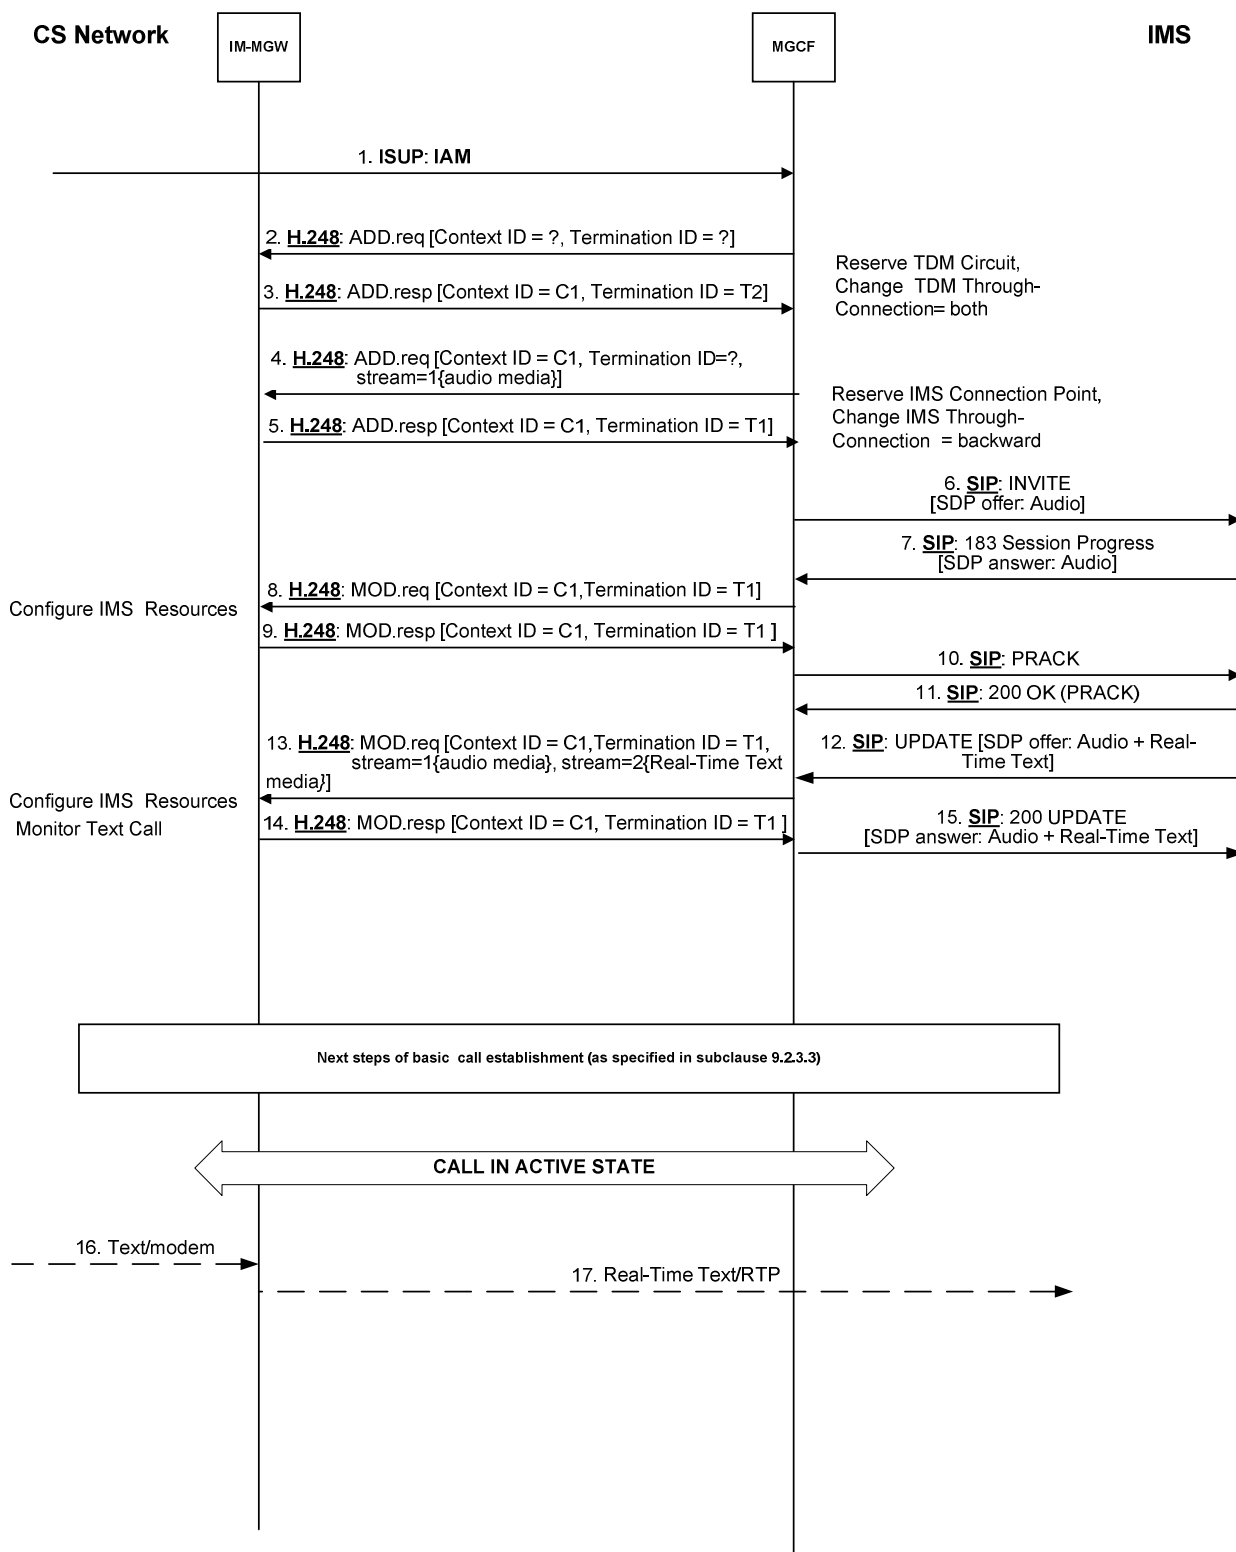 CS Network
IM-MGW
MGCF
IMS
1. ISUP: IAM
2. H.248: ADD.req [Context ID = ?, Termination ID = ?]
Reserve TDM Circuit,
Change TDM Through-
Connection= both
3. H.248: ADD.resp [Context ID = C1, Termination ID = T2]
4. H.248: ADD.req [Context ID = C1, Termination ID=?,
stream=1{audio media}]
Reserve IMS Connection Point,
Change IMS Through-
Connection = backward
5. H.248: ADD.resp [Context ID = C1, Termination ID = T1]
6. SIP: INVITE
[SDP offer: Audio]
7. SIP: 183 Session Progress
[SDP answer: Audio]
8. H.248: MOD.req [Context ID = C1,Termination ID = T1]
Configure IMS Resources
9. H.248: MOD.resp [Context ID = C1, Termination ID = T1 ]
10. SIP: PRACK
11. SIP: 200 OK (PRACK)
12. SIP: UPDATE [SDP offer: Audio + Real-
Time Text]
13. H.248: MOD.req [Context ID = C1,Termination ID = T1,
stream=1{audio media}, stream=2{Real-Time Text
media}]
Configure IMS Resources
Monitor Text Call
14. H.248: MOD.resp [Context ID = C1, Termination ID = T1 ]
15. SIP: 200 UPDATE
[SDP answer: Audio + Real-Time Text]
Next steps of basic call establishment (as specified in subclause 9.2.3.3)
CALL IN ACTIVE STATE
16. Text/modem
17. Real-Time Text/RTP